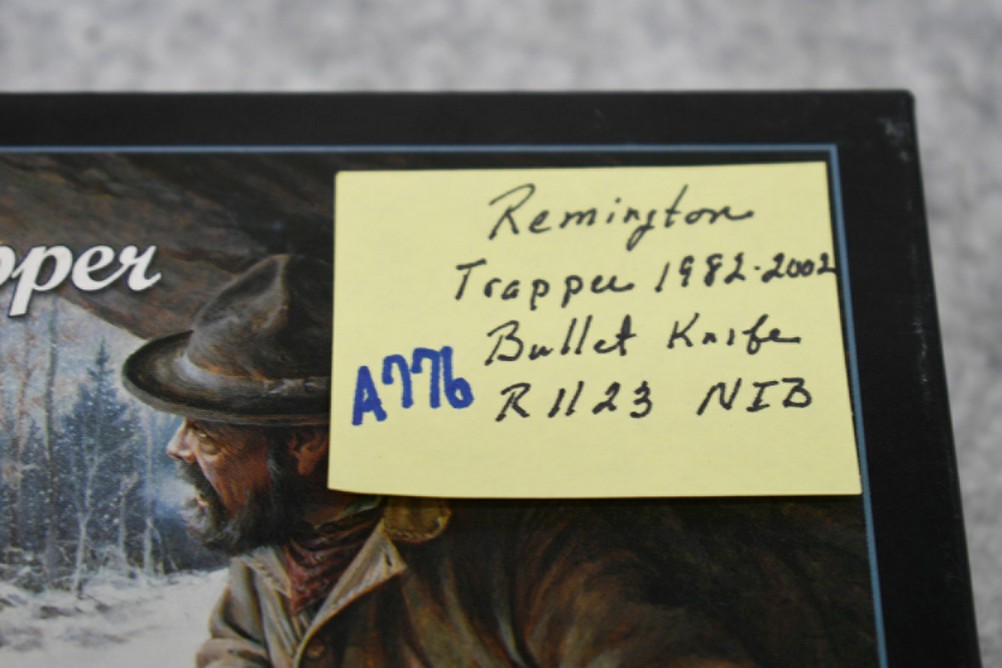 pper
Remington
Trapper 1982-2002
Bullet Knife
A776 R1123 NIB